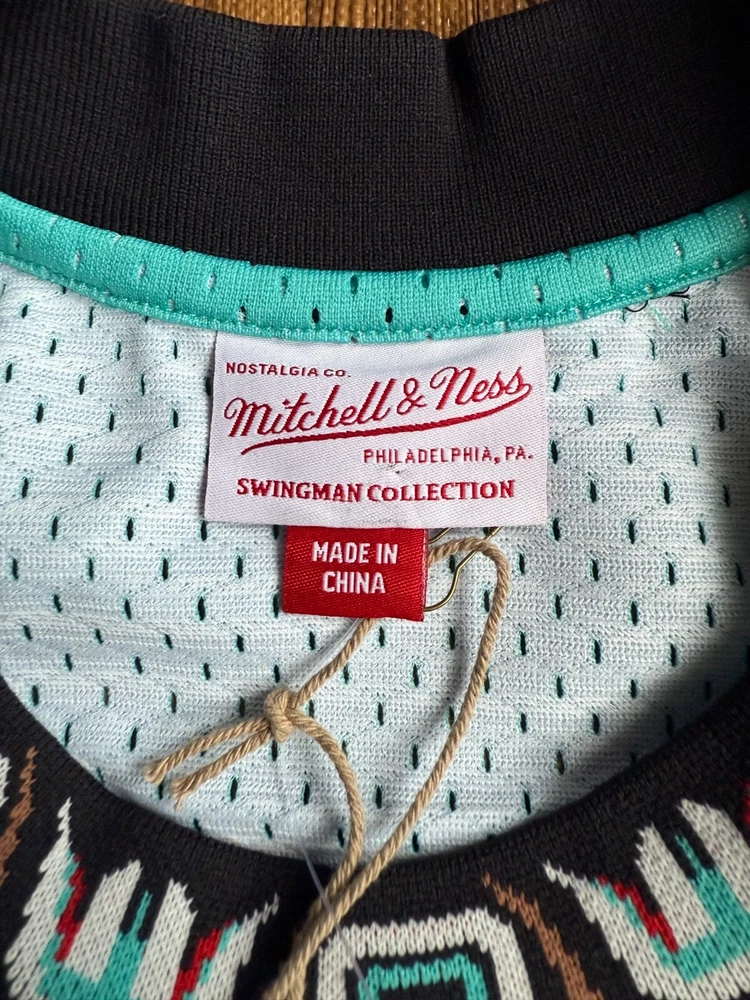 NOSTALGIA CO.
Mitchell & Ness
PHILADELPHIA, PA.
SWINGMAN COLLECTION
MADE IN
CHINA